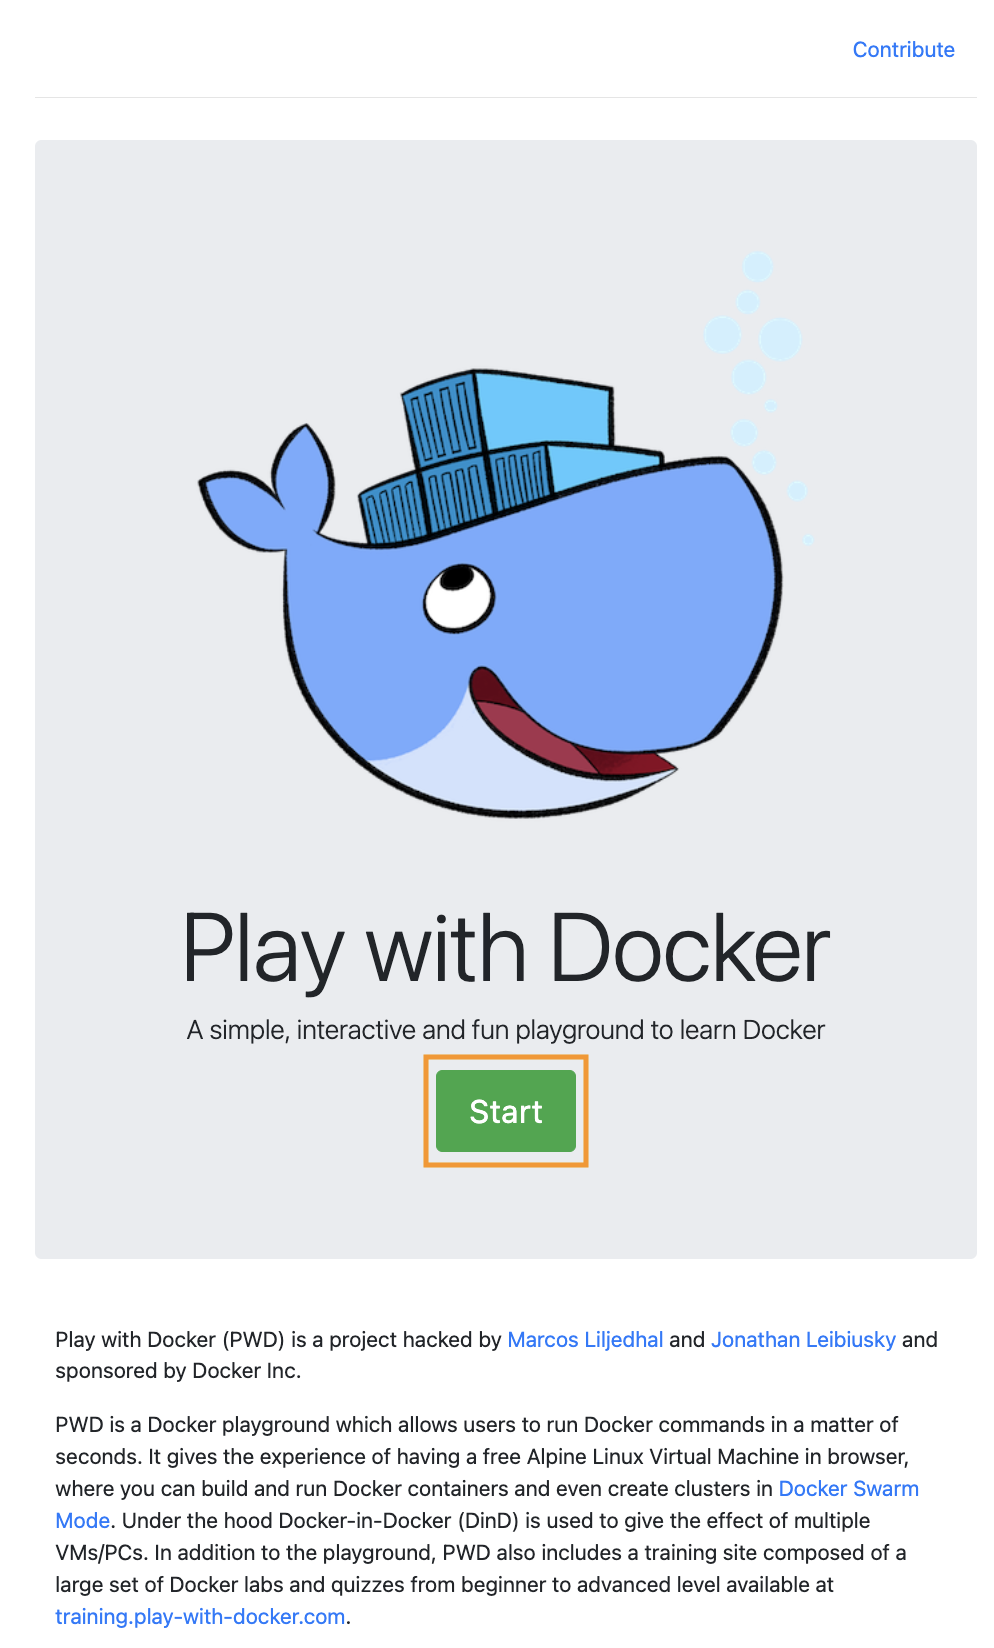 Contribute
Play with Docker
A simple, interactive and fun playground to learn Docker
Start
Play with Docker (PWD) is a project hacked by Marcos Liljedhal and Jonathan Leibiusky and
sponsored by Docker Inc.
PWD is a Docker playground which allows users to run Docker commands in a matter of
seconds. It gives the experience of having a free Alpine Linux Virtual Machine in browser,
where you can build and run Docker containers and even create clusters in Docker Swarm
Mode. Under the hood Docker-in-Docker (DinD) is used to give the effect of multiple
VMs/PCs. In addition to the playground, PWD also includes a training site composed of a
large set of Docker labs and quizzes from beginner to advanced level available at
training.play-with-docker.com.